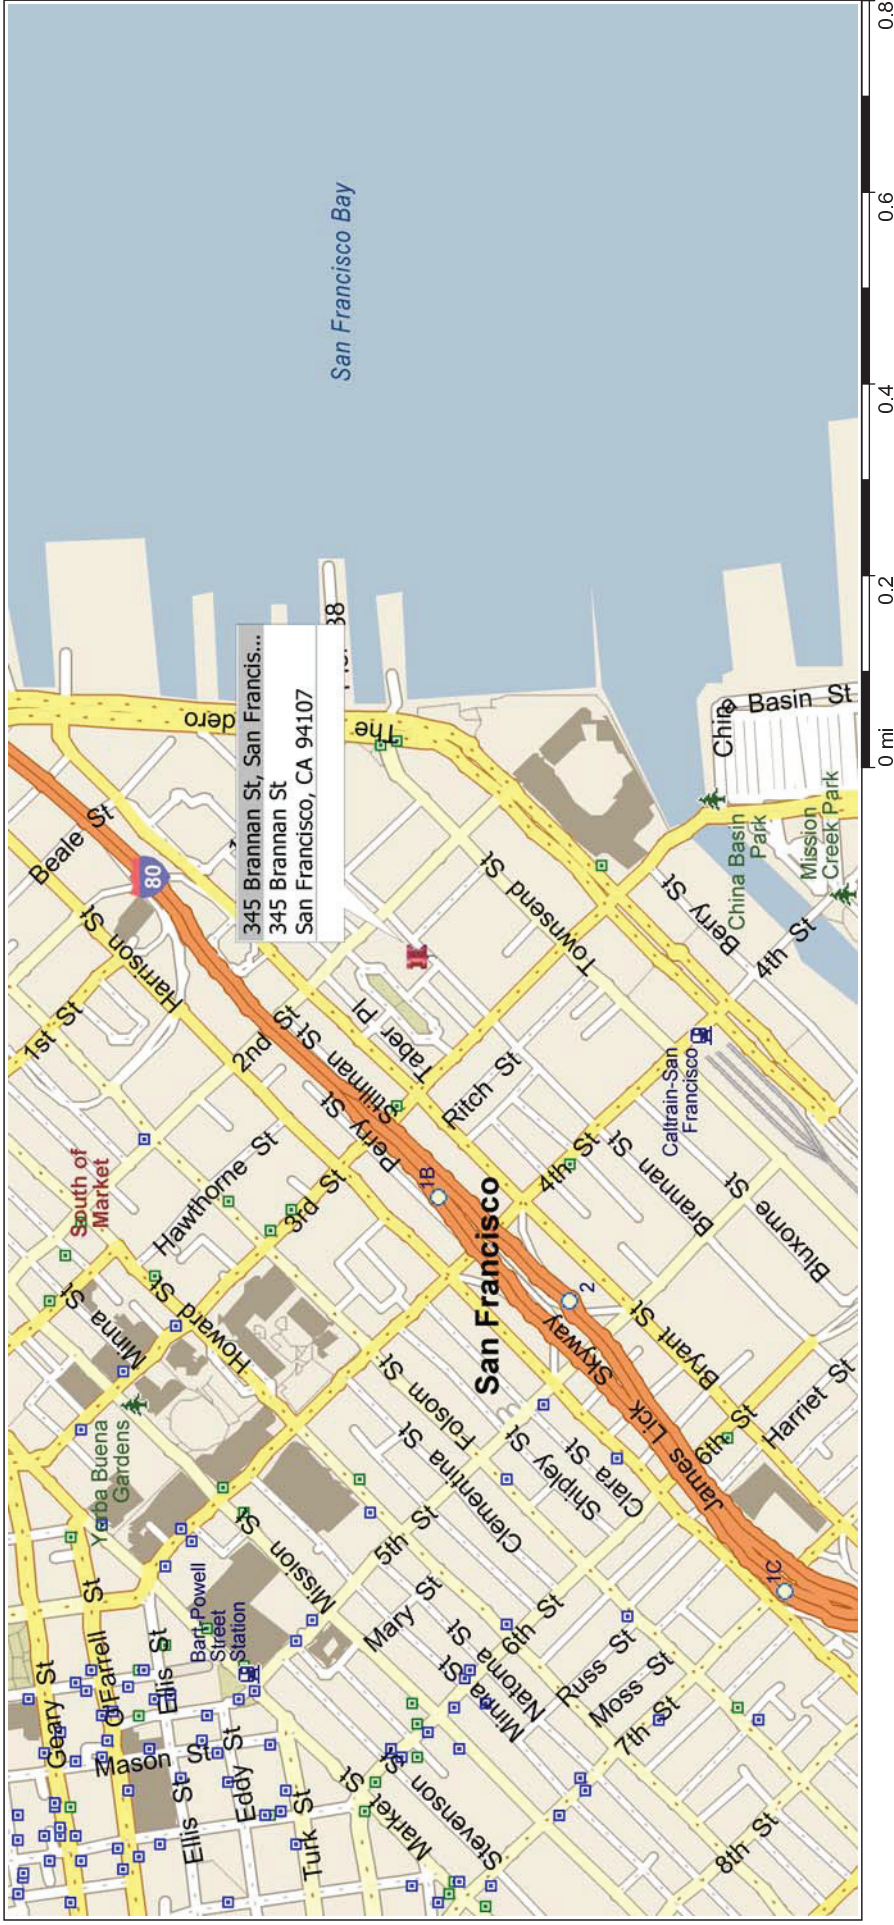 Geary St
O'Farrell St
Ellis St
Mason St
Eddy St
Ellis St
Turk St
Bart-Powell
Street
Station
Yerba Buena
Gardens
Market St
Stevenson St
Mission St
Minna St
Howard St
South of
Market
Hawthorne St
1st St
Harrison St
Beale St
80
2nd St
3rd St
Perry St
Stillman St
Taber Pl
Ritch St
1B
San Francisco
2
Skyway
James Lick
1C
Folsom St
Clementina St
Shipley St
Clara St
5th St
Mary St
Minna St
Natoma St
6th St
Russ St
Moss St
7th St
8th St
Bryant St
6th St
Harriet St
4th St
Brannan St
Bluxome St
Townsend St
Berry St
4th St
Caltrain-San
Francisco
China Basin
Park
Mission
Creek Park
China Basin St
The
dero
38
345 Brannan St, San Francis...
345 Brannan St
San Francisco, CA 94107
San Francisco Bay
0 mi
0.2
0.4
0.6
0.8